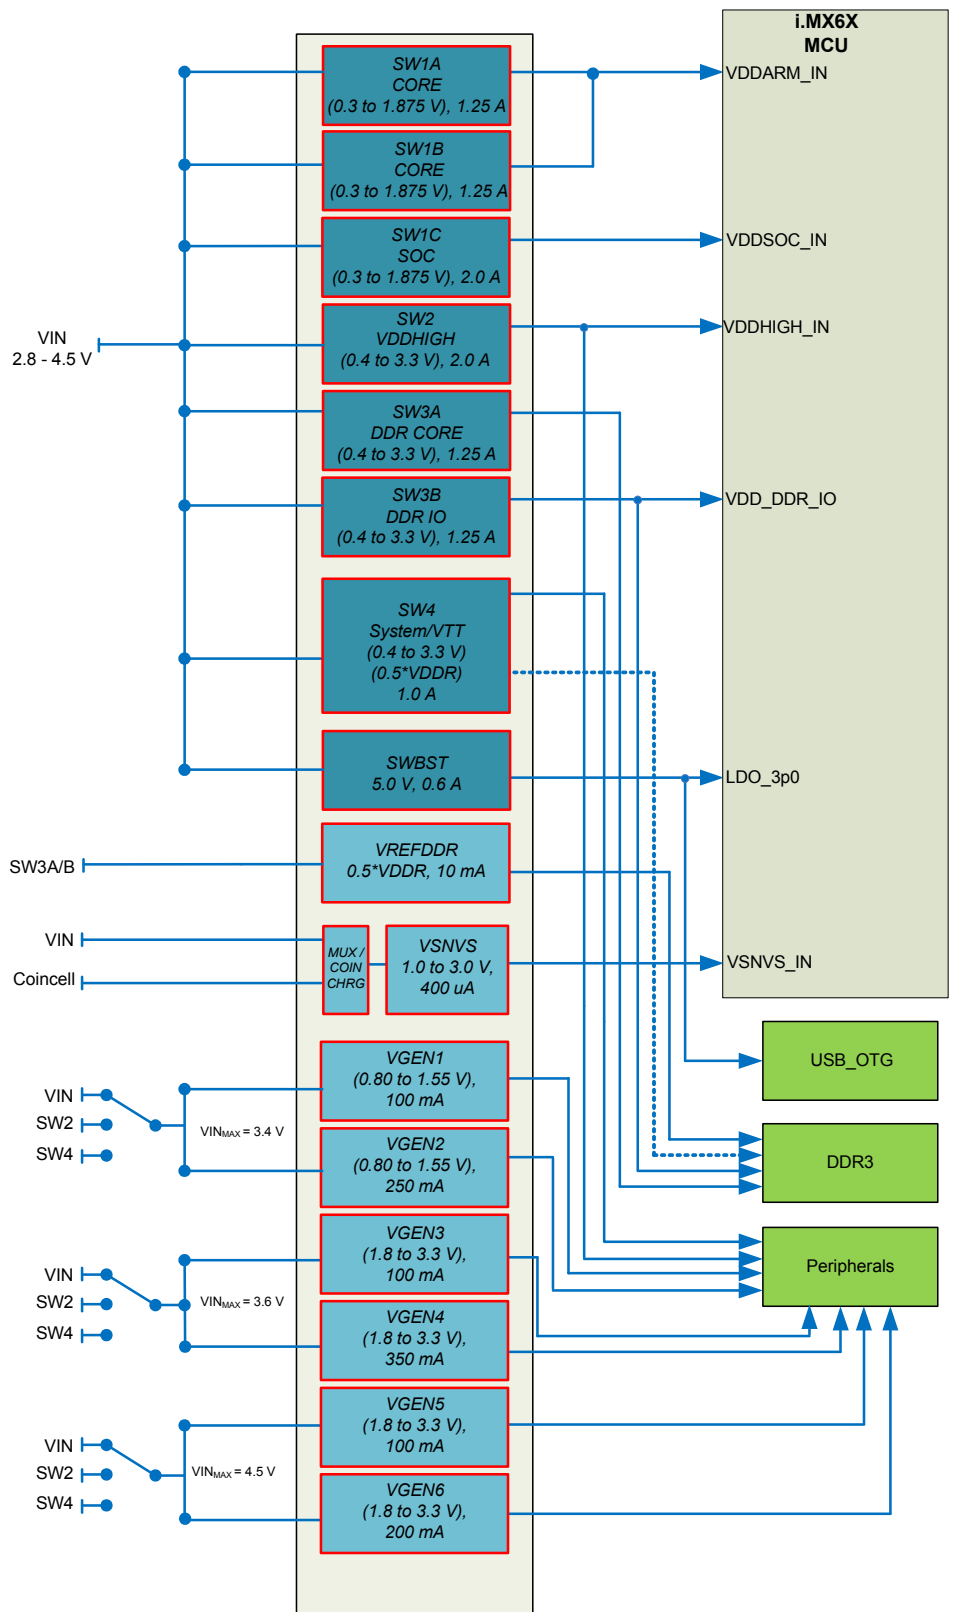 i.MX6X
MCU
SW1A
CORE
(0.3 to 1.875 V), 1.25 A
VDDARM_IN
SW1B
CORE
(0.3 to 1.875 V), 1.25 A
SW1C
SOC
(0.3 to 1.875 V), 2.0 A
VDDSOC_IN
VIN
2.8 - 4.5 V
SW2
VDDHIGH
(0.4 to 3.3 V), 2.0 A
VDDHIGH_IN
SW3A
DDR CORE
(0.4 to 3.3 V), 1.25 A
SW3B
DDR IO
(0.4 to 3.3 V), 1.25 A
VDD_DDR_IO
SW4
System/VTT
(0.4 to 3.3 V)
(0.5*VDDR)
1.0 A
SWBST
5.0 V, 0.6 A
LDO_3p0
SW3A/B
VREFDDR
0.5*VDDR, 10 mA
VIN
Coincell
MUX /
COIN
CHRG
VSNVS
1.0 to 3.0 V,
400 uA
VSNVS_IN
USB_OTG
VIN
SW2
SW4
VINMAX = 3.4 V
VGEN1
(0.80 to 1.55 V),
100 mA
VGEN2
(0.80 to 1.55 V),
250 mA
DDR3
VIN
SW2
SW4
VINMAX = 3.6 V
VGEN3
(1.8 to 3.3 V),
100 mA
VGEN4
(1.8 to 3.3 V),
350 mA
Peripherals
VIN
SW2
SW4
VINMAX = 4.5 V
VGEN5
(1.8 to 3.3 V),
100 mA
VGEN6
(1.8 to 3.3 V),
200 mA